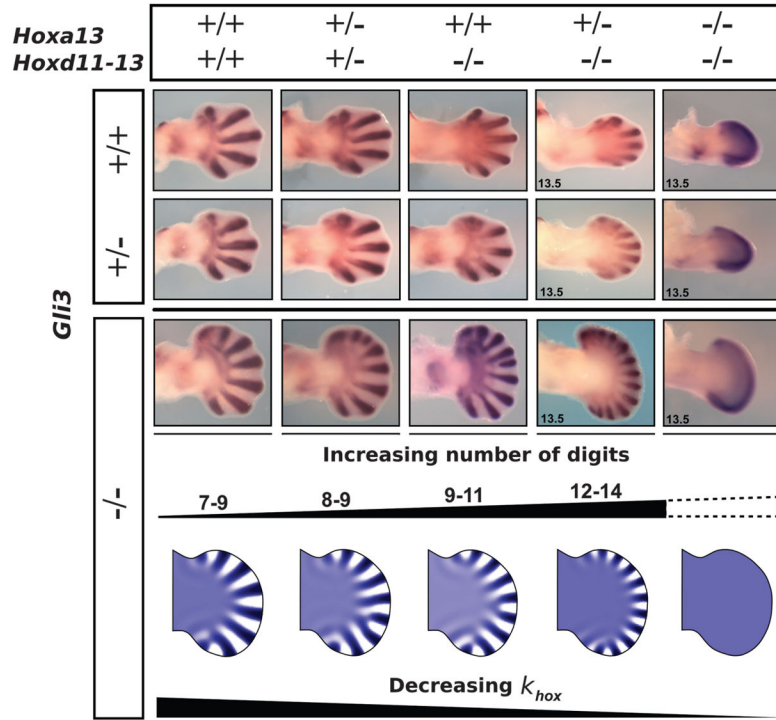 Hoxa13 +/+ +/- +/+ +/- -/-
Hoxd11-13 +/+ +/- -/- -/- -/-
+/+
13.5 13.5
+/-
13.5 13.5
Gli3
13.5 13.5
-/-
Increasing number of digits
7-9 8-9 9-11 12-14
Decreasing k_hox